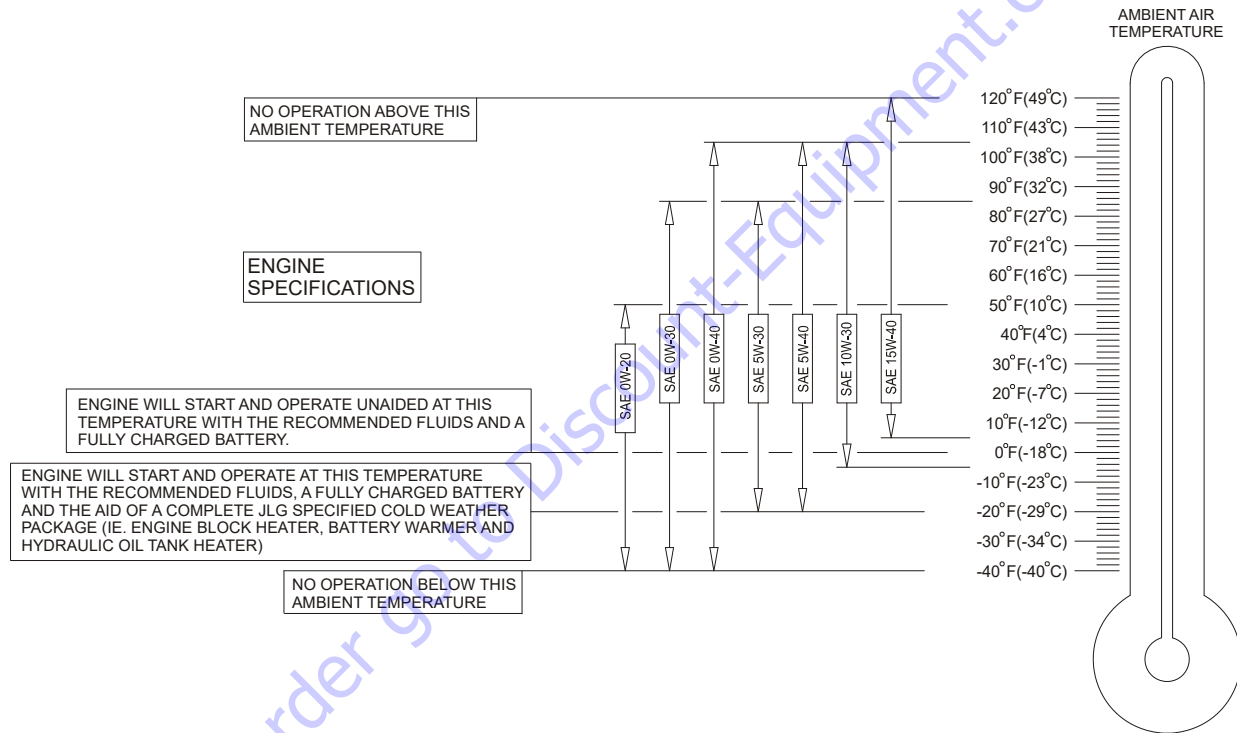 AMBIENT AIR
TEMPERATURE
NO OPERATION ABOVE THIS
AMBIENT TEMPERATURE
120°F(49°C)
110°F(43°C)
100°F(38°C)
90°F(32°C)
80°F(27°C)
70°F(21°C)
60°F(16°C)
50°F(10°C)
40°F(4°C)
30°F(-1°C)
20°F(-7°C)
10°F(-12°C)
0°F(-18°C)
-10°F(-23°C)
-20°F(-29°C)
-30°F(-34°C)
-40°F(-40°C)
ENGINE
SPECIFICATIONS
SAE 0W-20
SAE 0W-30
SAE 0W-40
SAE 5W-30
SAE 5W-40
SAE 10W-30
SAE 15W-40
ENGINE WILL START AND OPERATE UNAIDED AT THIS
TEMPERATURE WITH THE RECOMMENDED FLUIDS AND A
FULLY CHARGED BATTERY.
ENGINE WILL START AND OPERATE AT THIS TEMPERATURE
WITH THE RECOMMENDED FLUIDS, A FULLY CHARGED BATTERY
AND THE AID OF A COMPLETE JLG SPECIFIED COLD WEATHER
PACKAGE (IE. ENGINE BLOCK HEATER, BATTERY WARMER AND
HYDRAULIC OIL TANK HEATER)
NO OPERATION BELOW THIS
AMBIENT TEMPERATURE
go to Discount-Equipment.